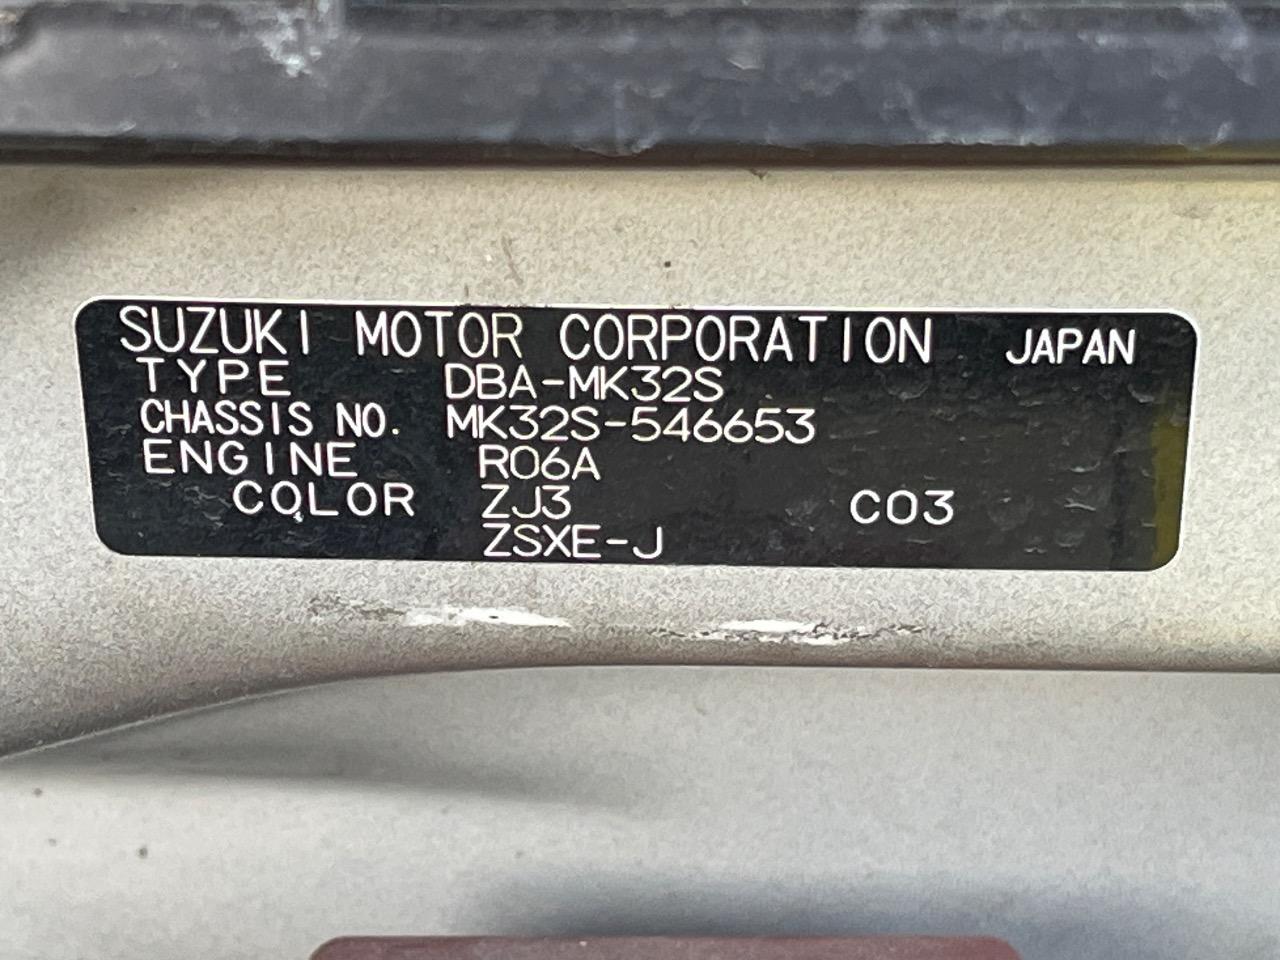 SUZUKI MOTOR CORPORATION JAPAN
TYPE DBA-MK32S
CHASSIS NO. MK32S-546653
ENGINE R06A
COLOR ZJ3 C03
ZSXE-J